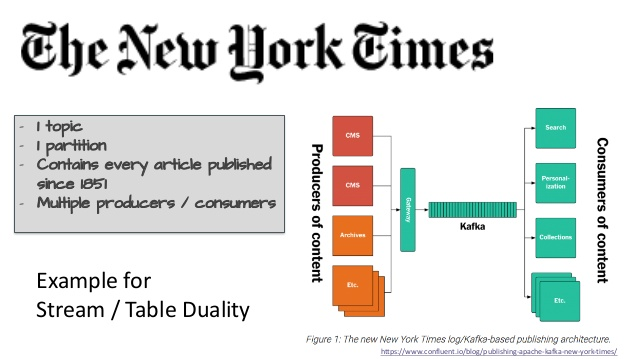 The New York Times
- 1 topic
- 1 partition
- Contains every article published
since 1851
- Multiple producers / consumers
Example for
Stream / Table Duality
Producers of content
CMS
CMS
Archives
Etc.
Gateway
Kafka
Search
Personal-
ization
Collections
Etc.
Consumers of content
Figure 1: The new New York Times log/Kafka-based publishing architecture.
https://www.confluent.io/blog/publishing-apache-kafka-new-york-times/